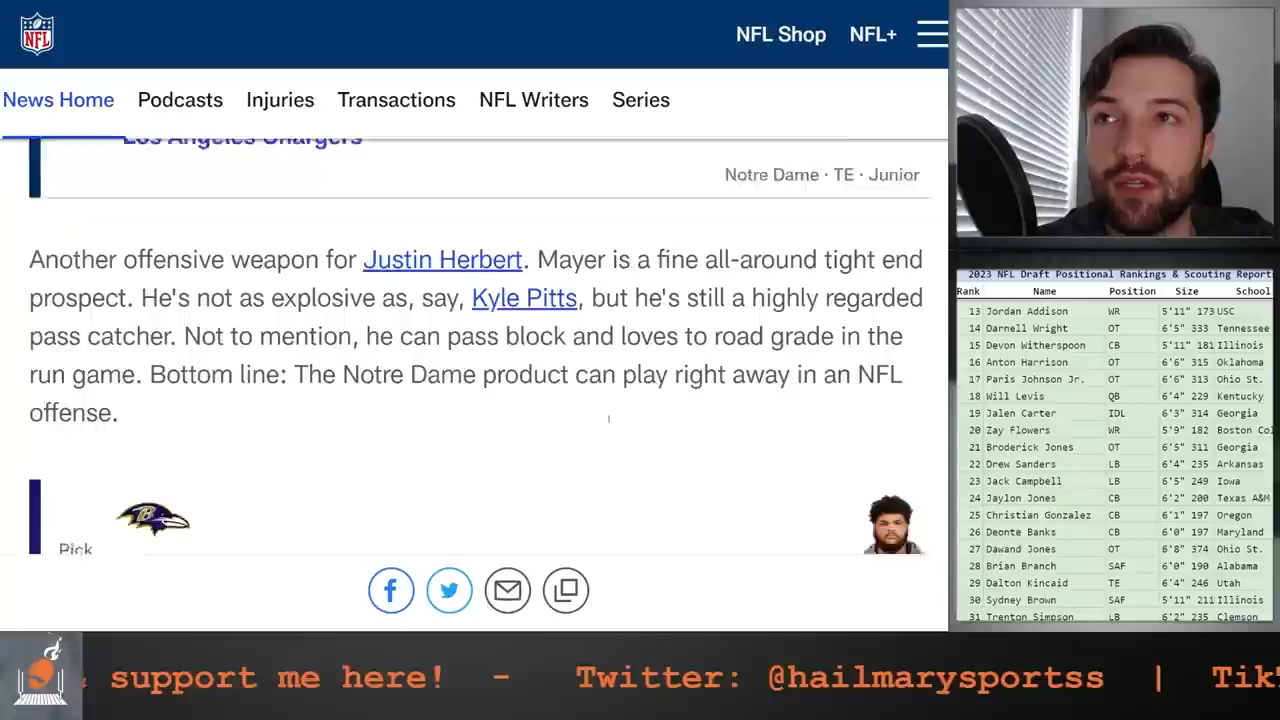 NFL
NFL Shop NFL+
News Home Podcasts Injuries Transactions NFL Writers Series
Los Angeles Chargers
Notre Dame · TE · Junior
Another offensive weapon for Justin Herbert. Mayer is a fine all-around tight end
prospect. He's not as explosive as, say, Kyle Pitts, but he's still a highly regarded
pass catcher. Not to mention, he can pass block and loves to road grade in the
run game. Bottom line: The Notre Dame product can play right away in an NFL
offense.
B
Pick
2023 NFL Draft Positional Rankings & Scouting Report
Rank Name Position Size School
13 Jordan Addison WR 5'11" 173 USC
14 Darnell Wright OT 6'5" 333 Tennessee
15 Devon Witherspoon CB 5'11" 181 Illinois
16 Anton Harrison OT 6'6" 315 Oklahoma
17 Paris Johnson Jr. OT 6'6" 313 Ohio St.
18 Will Levis QB 6'4" 229 Kentucky
19 Jalen Carter IDL 6'3" 314 Georgia
20 Zay Flowers WR 5'9" 182 Boston Col
21 Broderick Jones OT 6'5" 311 Georgia
22 Drew Sanders LB 6'4" 235 Arkansas
23 Jack Campbell LB 6'5" 249 Iowa
24 Jaylon Jones CB 6'2" 200 Texas A&M
25 Christian Gonzalez CB 6'1" 197 Oregon
26 Deonte Banks CB 6'0" 197 Maryland
27 Dawand Jones OT 6'8" 374 Ohio St.
28 Brian Branch SAF 6'0" 190 Alabama
29 Dalton Kincaid TE 6'4" 246 Utah
30 Sydney Brown SAF 5'11" 211 Illinois
31 Trenton Simpson LB 6'2" 235 Clemson
& support me here! - Twitter: @hailmarysportss | TikT